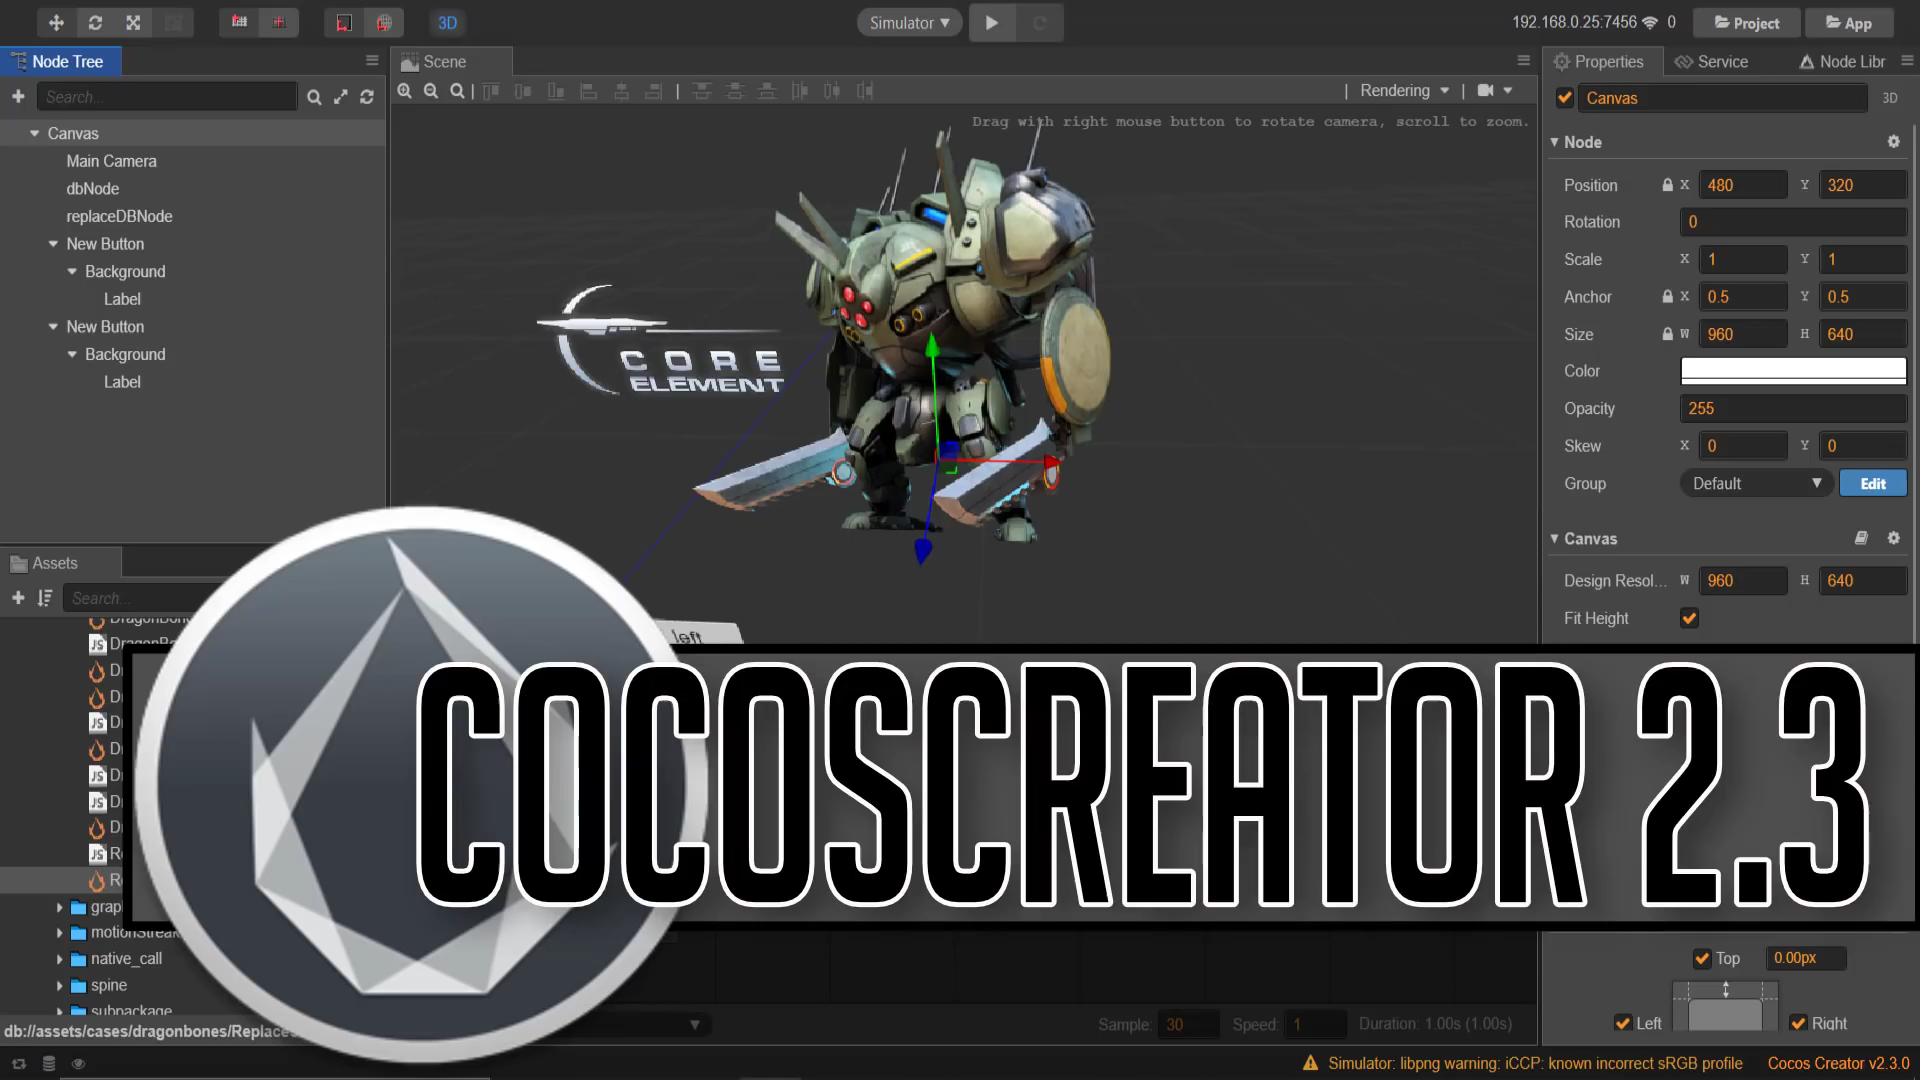 3D
Simulator
192.168.0.25:7456
0
Project
App
Node Tree
Scene
Properties
Service
Node Libr
Search...
Rendering
Canvas
3D
Drag with right mouse button to rotate camera, scroll to zoom.
Canvas
Main Camera
dbNode
replaceDBNode
New Button
Background
Label
New Button
Background
Label
CORE
ELEMENT
Node
Position X 480 Y 320
Rotation 0
Scale X 1 Y 1
Anchor X 0.5 Y 0.5
Size W 960 H 640
Color
Opacity 255
Skew X 0 Y 0
Group Default Edit
Canvas
Design Resol... W 960 H 640
Fit Height
Assets
Search...
left
COCOSCREATOR 2.3
native_call
spine
subpackage
db://assets/cases/dragonbones/Replace
Top 0.00px
Left
Right
Sample: 30 Speed: 1 Duration: 1.00s (1.00s)
Simulator: libpng warning: iCCP: known incorrect sRGB profile
Cocos Creator v2.3.0